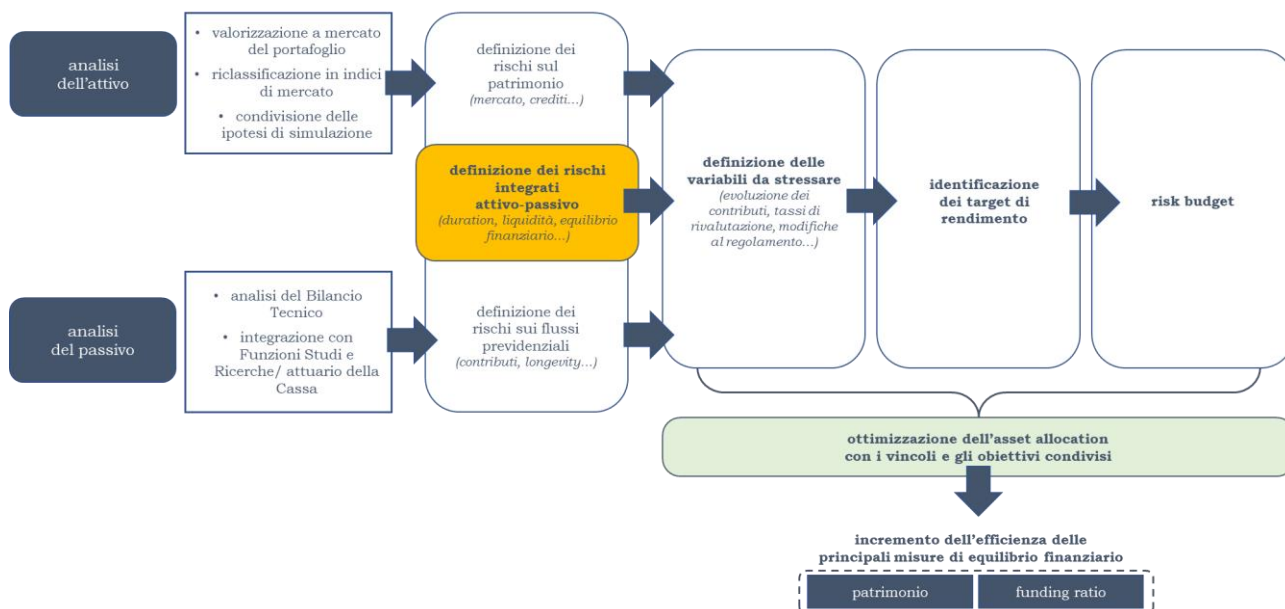 analisi
dell'attivo
• valorizzazione a mercato
del portafoglio
• riclassificazione in indici
di mercato
• condivisione delle
ipotesi di simulazione
definizione dei
rischi sul
patrimonio
(mercato, crediti...)
definizione dei rischi
integrati
attivo-passivo
(duration, liquidità, equilibrio
finanziario...)
analisi
del passivo
• analisi del Bilancio
Tecnico
• integrazione con
Funzioni Studi e
Ricerche/ attuario della
Cassa
definizione dei
rischi sui flussi
previdenziali
(contributi, longevity...)
definizione delle
variabili da stressare
(evoluzione dei
contributi, tassi di
rivalutazione, modifiche
al regolamento...)
identificazione
dei target di
rendimento
risk budget
ottimizzazione dell'asset allocation
con i vincoli e gli obiettivi condivisi
incremento dell'efficienza delle
principali misure di equilibrio finanziario
patrimonio
funding ratio